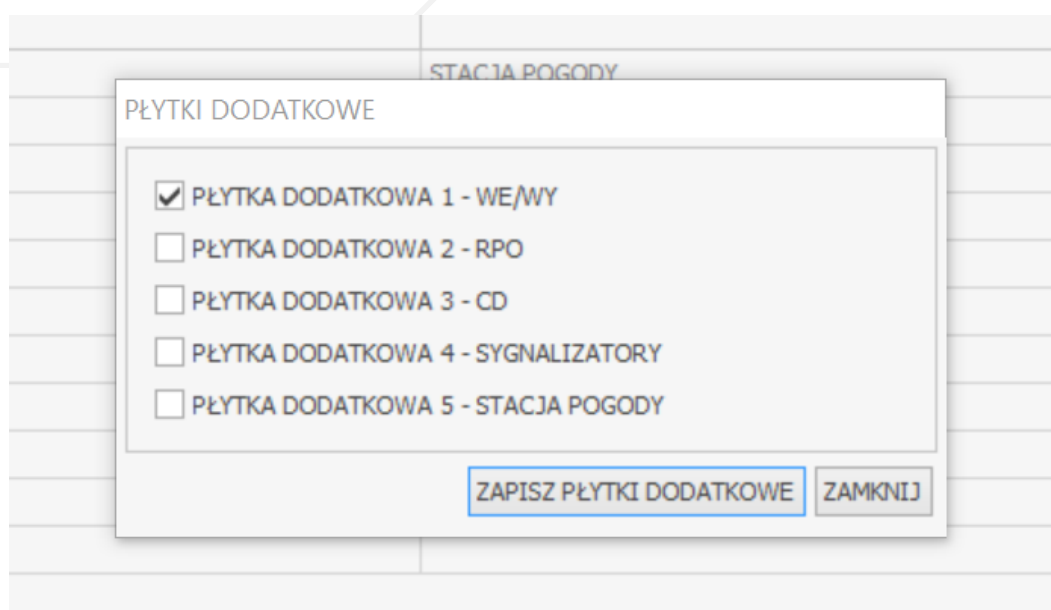 STACJA POGODY
PŁYTKI DODATKOWE
PŁYTKA DODATKOWA 1 - WE/WY
PŁYTKA DODATKOWA 2 - RPO
PŁYTKA DODATKOWA 3 - CD
PŁYTKA DODATKOWA 4 - SYGNALIZATORY
PŁYTKA DODATKOWA 5 - STACJA POGODY
ZAPISZ PŁYTKI DODATKOWE ZAMKNIJ